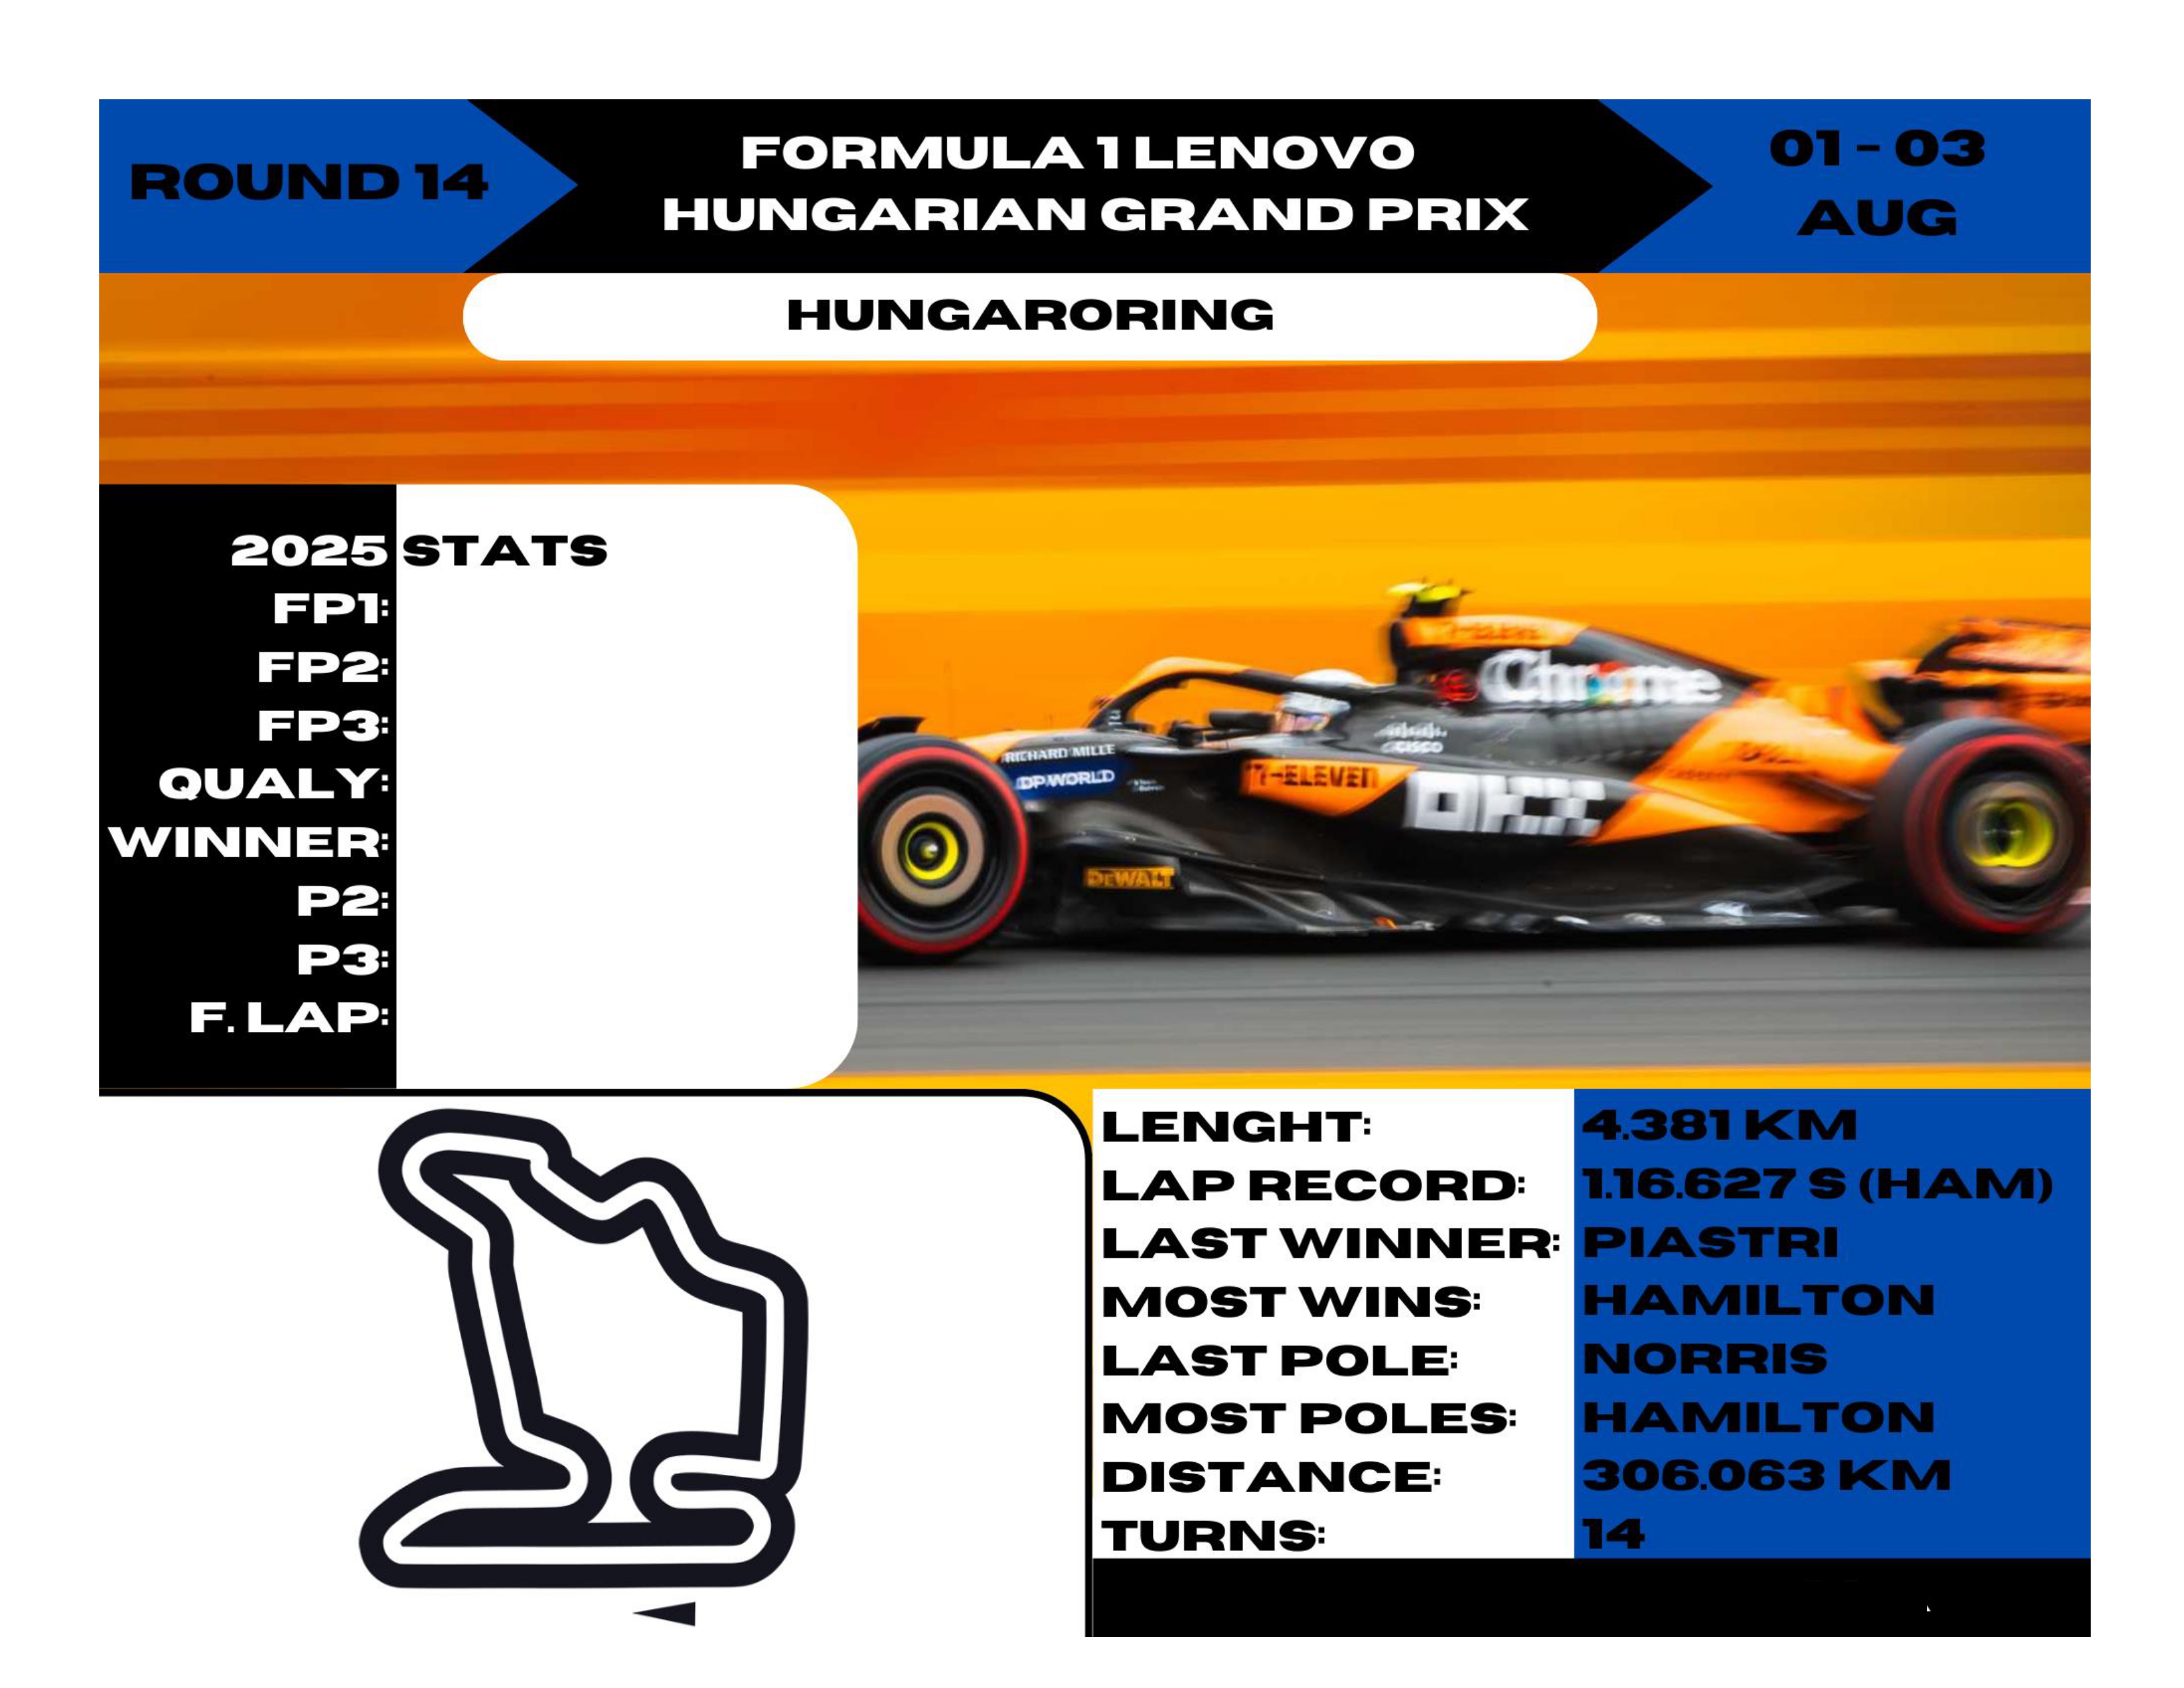 ROUND 14
FORMULA 1 LENOVO
HUNGARIAN GRAND PRIX
01 - 03
AUG
HUNGARORING
2025 STATS
FP1:
FP2:
FP3:
QUALY:
WINNER:
P2:
P3:
F. LAP:
Chrome
RICHARD MILLE
DP WORLD
CISCO
7-ELEVEN
OKX
DEWALT
LENGHT: 4.381 KM
LAP RECORD: 1.16.627 S (HAM)
LAST WINNER: PIASTRI
MOST WINS: HAMILTON
LAST POLE: NORRIS
MOST POLES: HAMILTON
DISTANCE: 306.063 KM
TURNS: 14